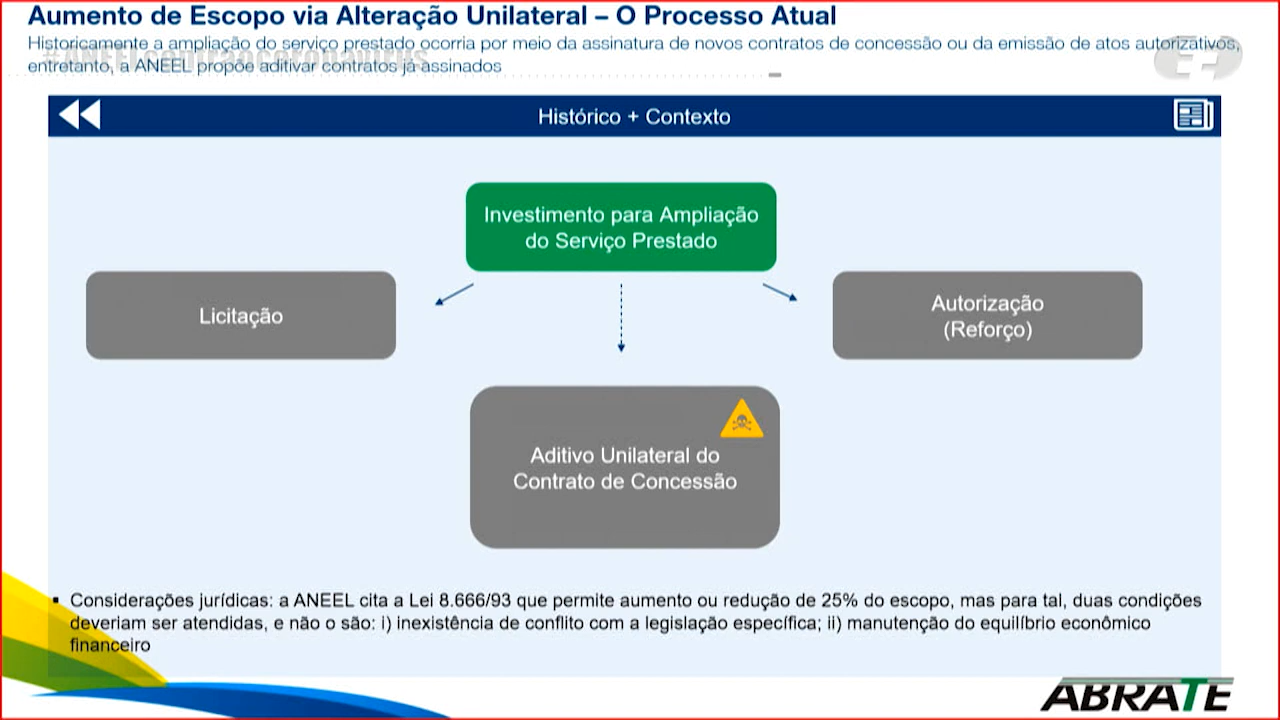 Aumento de Escopo via Alteração Unilateral – O Processo Atual
Historicamente a ampliação do serviço prestado ocorria por meio da assinatura de novos contratos de concessão ou da emissão de atos autorizativos,
entretanto, a ANEEL propõe aditivar contratos já assinados
#ANEELcontraocoronavírus
Histórico + Contexto
Investimento para Ampliação
do Serviço Prestado
Licitação
Autorização
(Reforço)
Aditivo Unilateral do
Contrato de Concessão
▪ Considerações jurídicas: a ANEEL cita a Lei 8.666/93 que permite aumento ou redução de 25% do escopo, mas para tal, duas condições
deveriam ser atendidas, e não o são: i) inexistência de conflito com a legislação específica; ii) manutenção do equilíbrio econômico
financeiro
ABRATE